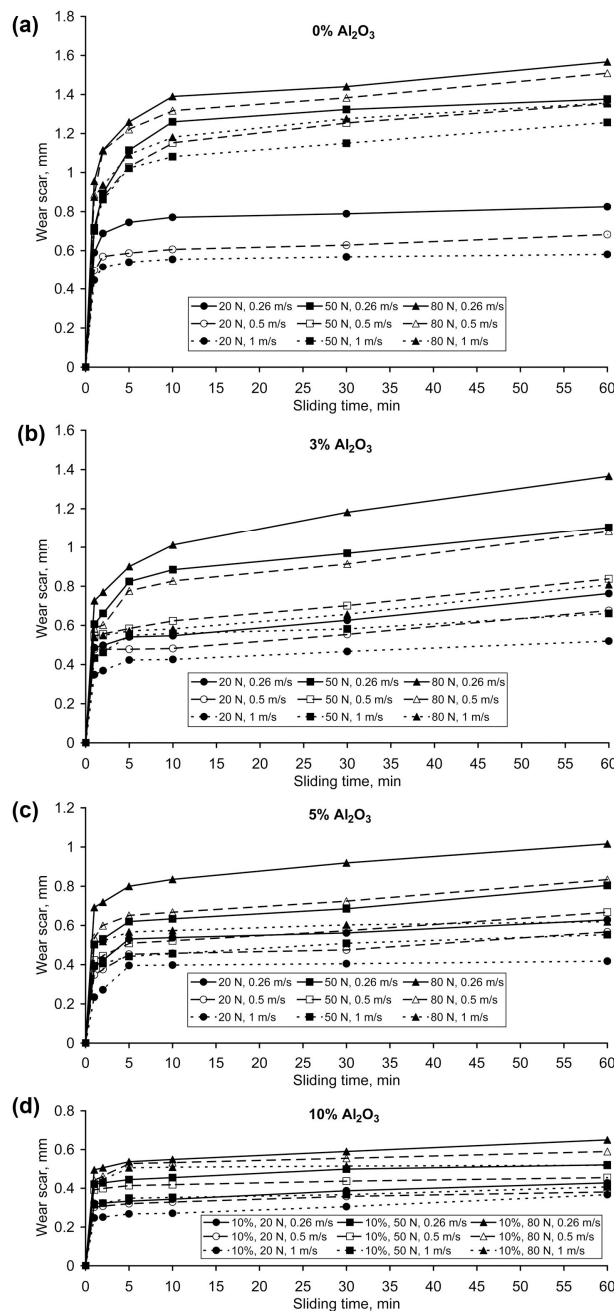 (a)
0% Al₂O₃
Wear scar, mm
1.8
1.6
1.4
1.2
1
0.8
0.6
0.4
0.2
0
20 N, 0.26 m/s 50 N, 0.26 m/s 80 N, 0.26 m/s
20 N, 0.5 m/s 50 N, 0.5 m/s 80 N, 0.5 m/s
20 N, 1 m/s 50 N, 1 m/s 80 N, 1 m/s
0 5 10 15 20 25 30 35 40 45 50 55 60
Sliding time, min
(b)
3% Al₂O₃
Wear scar, mm
1.6
1.4
1.2
1
0.8
0.6
0.4
0.2
0
20 N, 0.26 m/s 50 N, 0.26 m/s 80 N, 0.26 m/s
20 N, 0.5 m/s 50 N, 0.5 m/s 80 N, 0.5 m/s
20 N, 1 m/s 50 N, 1 m/s 80 N, 1 m/s
0 5 10 15 20 25 30 35 40 45 50 55 60
Sliding time, min
(c)
5% Al₂O₃
Wear scar, mm
1.2
1
0.8
0.6
0.4
0.2
0
20 N, 0.26 m/s 50 N, 0.26 m/s 80 N, 0.26 m/s
20 N, 0.5 m/s 50 N, 0.5 m/s 80 N, 0.5 m/s
20 N, 1 m/s 50 N, 1 m/s 80 N, 1 m/s
0 5 10 15 20 25 30 35 40 45 50 55 60
Sliding time, min
(d)
10% Al₂O₃
Wear scar, mm
0.8
0.6
0.4
0.2
0
10%, 20 N, 0.26 m/s 10%, 50 N, 0.26 m/s 10%, 80 N, 0.26 m/s
10%, 20 N, 0.5 m/s 10%, 50 N, 0.5 m/s 10%, 80 N, 0.5 m/s
10%, 20 N, 1 m/s 10%, 50 N, 1 m/s 10%, 80 N, 1 m/s
0 5 10 15 20 25 30 35 40 45 50 55 60
Sliding time, min